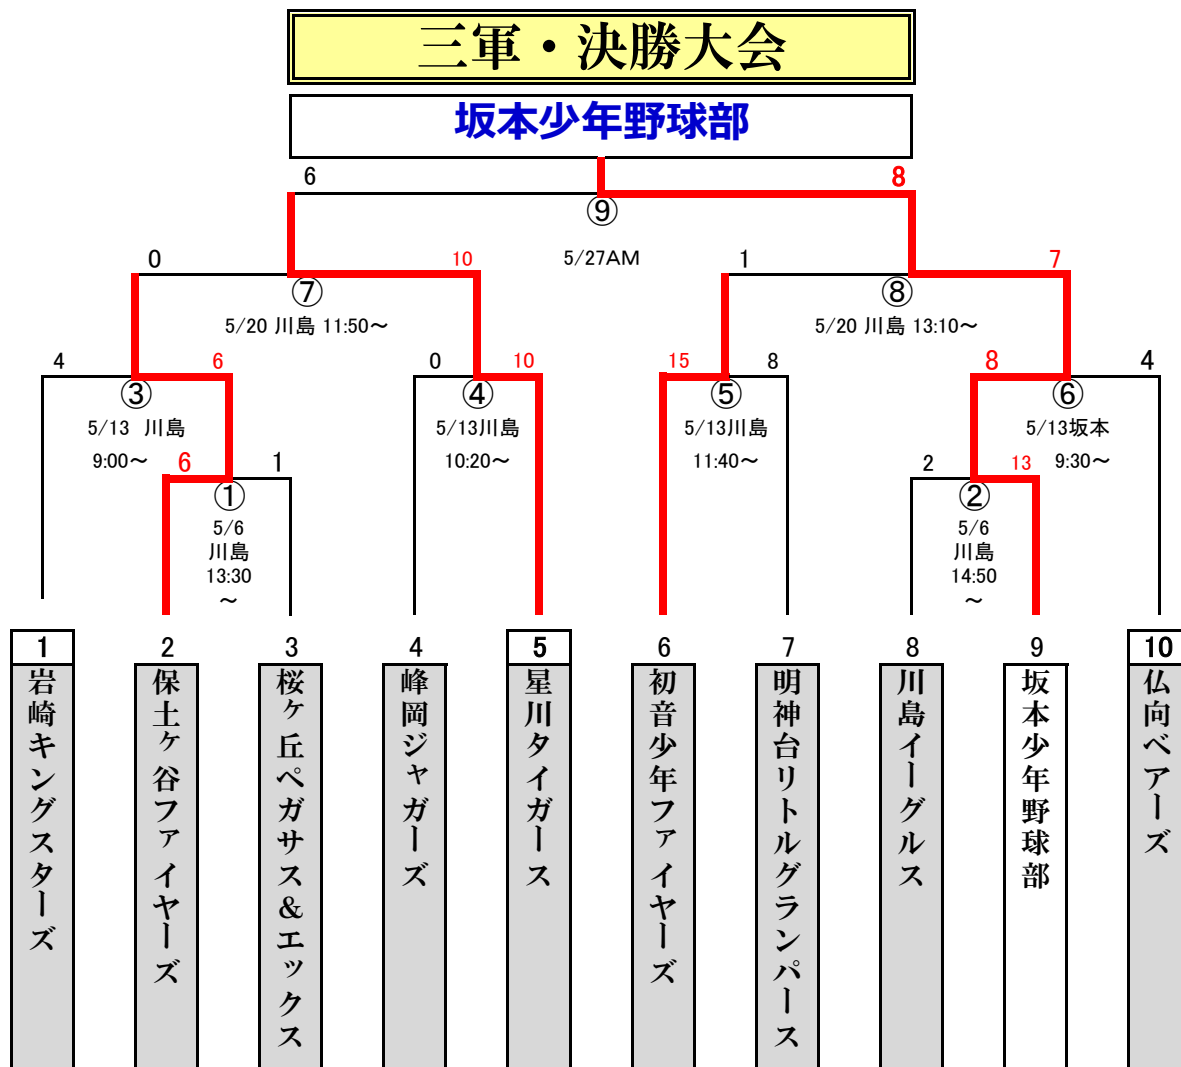 三軍・決勝大会
坂本少年野球部
6
8
⑨
5/27AM
0
10
1
7
⑦
⑧
5/20 川島 11:50～
5/20 川島 13:10～
4
6
0
10
15
8
8
4
③
④
⑤
⑥
5/13 川島
9:00～
5/13川島
10:20～
5/13川島
11:40～
5/13坂本
9:30～
6
1
2
13
①
②
5/6
川島
13:30
～
5/6
川島
14:50
～
1
2
3
4
5
6
7
8
9
10
岩崎キングスターズ
保土ヶ谷ファイヤーズ
桜ヶ丘ペガサス＆エックス
峰岡ジャガーズ
星川タイガース
初音少年ファイヤーズ
明神台リトルグランパース
川島イーグルス
坂本少年野球部
仏向ベアーズ